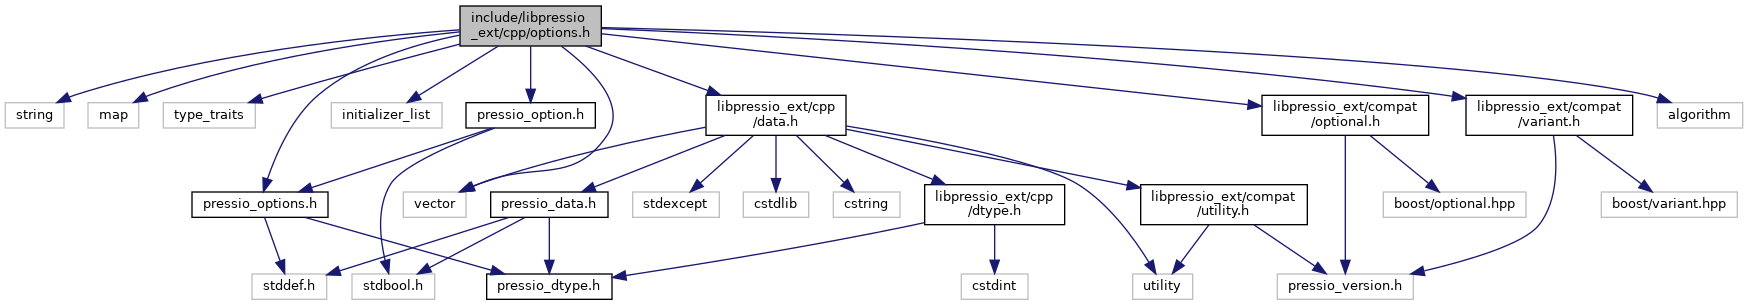 include/libpressio
_ext/cpp/options.h
string
map
type_traits
initializer_list
pressio_option.h
libpressio_ext/cpp
/data.h
libpressio_ext/compat
/optional.h
libpressio_ext/compat
/variant.h
algorithm
pressio_options.h
vector
pressio_data.h
stdexcept
cstdlib
cstring
libpressio_ext/cpp
/dtype.h
libpressio_ext/compat
/utility.h
boost/optional.hpp
boost/variant.hpp
stddef.h
stdbool.h
pressio_dtype.h
cstdint
utility
pressio_version.h